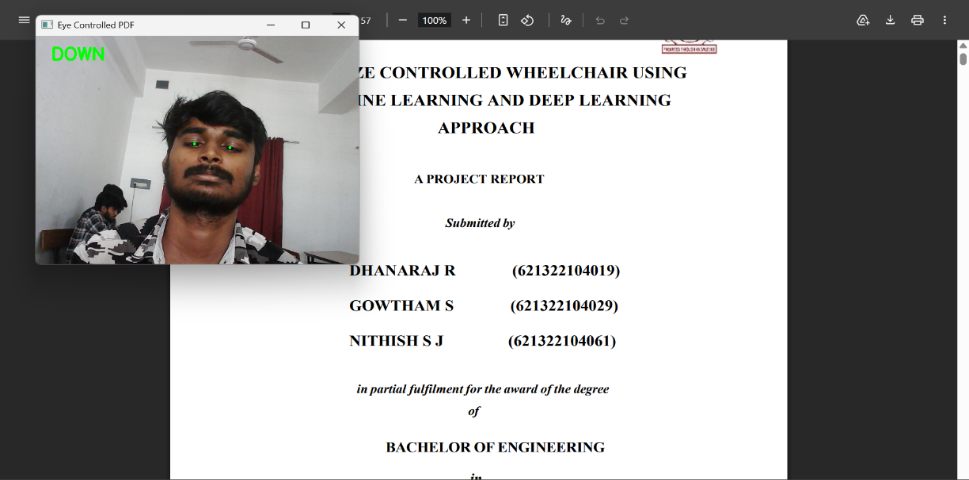 Eye Controlled PDF
DOWN
57
100%
ZE CONTROLLED WHEELCHAIR USING
INE LEARNING AND DEEP LEARNING
APPROACH
A PROJECT REPORT
Submitted by
DHANARAJ R (621322104019)
GOWTHAM S (621322104029)
NITHISH S J (621322104061)
in partial fulfilment for the award of the degree
of
BACHELOR OF ENGINEERING
in